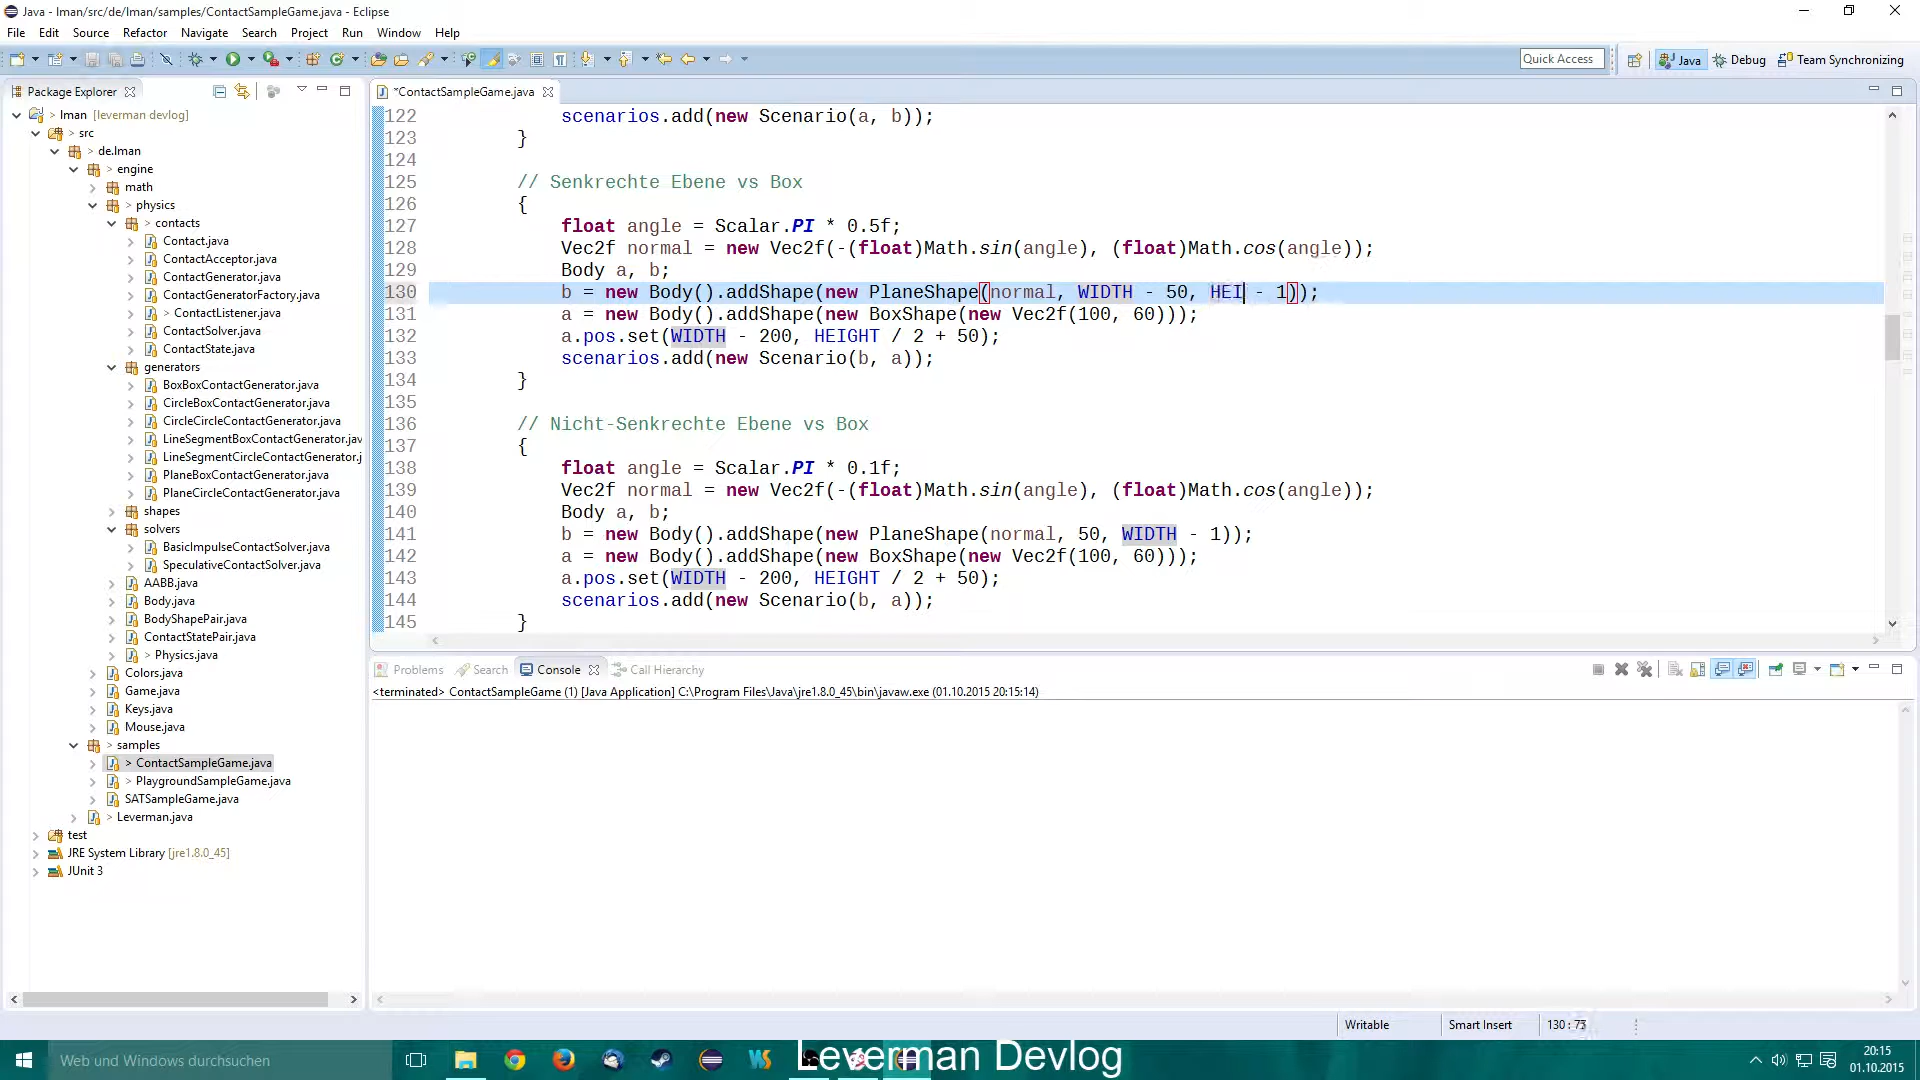 Java - lman/src/de/lman/samples/ContactSampleGame.java - Eclipse
File Edit Source Refactor Navigate Search Project Run Window Help
Quick Access Java Debug Team Synchronizing
Package Explorer
> lman [leverman devlog]
> src
> de.lman
> engine
math
> physics
> contacts
Contact.java
ContactAcceptor.java
ContactGenerator.java
ContactGeneratorFactory.java
> ContactListener.java
ContactSolver.java
ContactState.java
generators
BoxBoxContactGenerator.java
CircleBoxContactGenerator.java
CircleCircleContactGenerator.java
LineSegmentBoxContactGenerator.jav
LineSegmentCircleContactGenerator.j
PlaneBoxContactGenerator.java
PlaneCircleContactGenerator.java
shapes
solvers
BasicImpulseContactSolver.java
SpeculativeContactSolver.java
AABB.java
Body.java
BodyShapePair.java
ContactStatePair.java
> Physics.java
Colors.java
Game.java
Keys.java
Mouse.java
> samples
> ContactSampleGame.java
> PlaygroundSampleGame.java
SATSampleGame.java
> Leverman.java
test
JRE System Library [jre1.8.0_45]
JUnit 3
*ContactSampleGame.java
122 scenarios.add(new Scenario(a, b));
123 }
124
125 // Senkrechte Ebene vs Box
126 {
127 float angle = Scalar.PI * 0.5f;
128 Vec2f normal = new Vec2f(-(float)Math.sin(angle), (float)Math.cos(angle));
129 Body a, b;
130 b = new Body().addShape(new PlaneShape(normal, WIDTH - 50, HEI - 1));
131 a = new Body().addShape(new BoxShape(new Vec2f(100, 60)));
132 a.pos.set(WIDTH - 200, HEIGHT / 2 + 50);
133 scenarios.add(new Scenario(b, a));
134 }
135
136 // Nicht-Senkrechte Ebene vs Box
137 {
138 float angle = Scalar.PI * 0.1f;
139 Vec2f normal = new Vec2f(-(float)Math.sin(angle), (float)Math.cos(angle));
140 Body a, b;
141 b = new Body().addShape(new PlaneShape(normal, 50, WIDTH - 1));
142 a = new Body().addShape(new BoxShape(new Vec2f(100, 60)));
143 a.pos.set(WIDTH - 200, HEIGHT / 2 + 50);
144 scenarios.add(new Scenario(b, a));
145 }
Problems Search Console Call Hierarchy
<terminated> ContactSampleGame (1) [Java Application] C:\Program Files\Java\jre1.8.0_45\bin\javaw.exe (01.10.2015 20:15:14)
Writable Smart Insert
Web und Windows durchsuchen
Leverman Devlog
20:15
01.10.2015